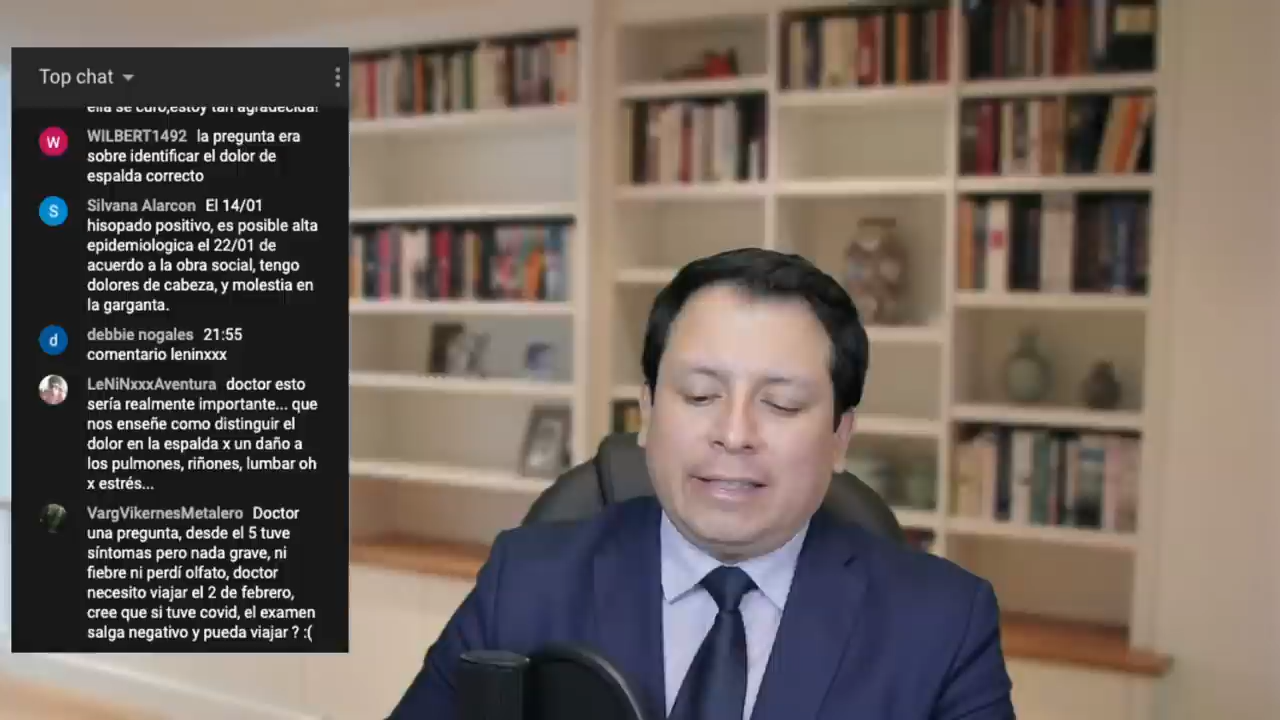 Top chat
ella se curo,estoy tan agradecida!
W
WILBERT1492 la pregunta era
sobre identificar el dolor de
espalda correcto
S
Silvana Alarcon El 14/01
hisopado positivo, es posible alta
epidemiologica el 22/01 de
acuerdo a la obra social, tengo
dolores de cabeza, y molestia en
la garganta.
d
debbie nogales 21:55
comentario leninxxx
LeNiNxxxAventura doctor esto
sería realmente importante... que
nos enseñe como distinguir el
dolor en la espalda x un daño a
los pulmones, riñones, lumbar oh
x estrés...
VargVikernesMetalero Doctor
una pregunta, desde el 5 tuve
síntomas pero nada grave, ni
fiebre ni perdí olfato, doctor
necesito viajar el 2 de febrero,
cree que si tuve covid, el examen
salga negativo y pueda viajar ? :(